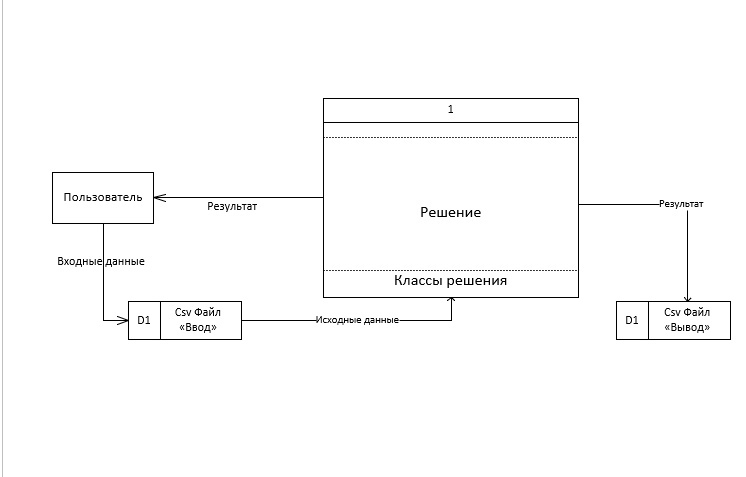 1
Пользователь
Результат
Решение
Результат
Входные данные
Классы решения
D1
Csv Файл
«Ввод»
Исходные данные
D1
Csv Файл
«Вывод»